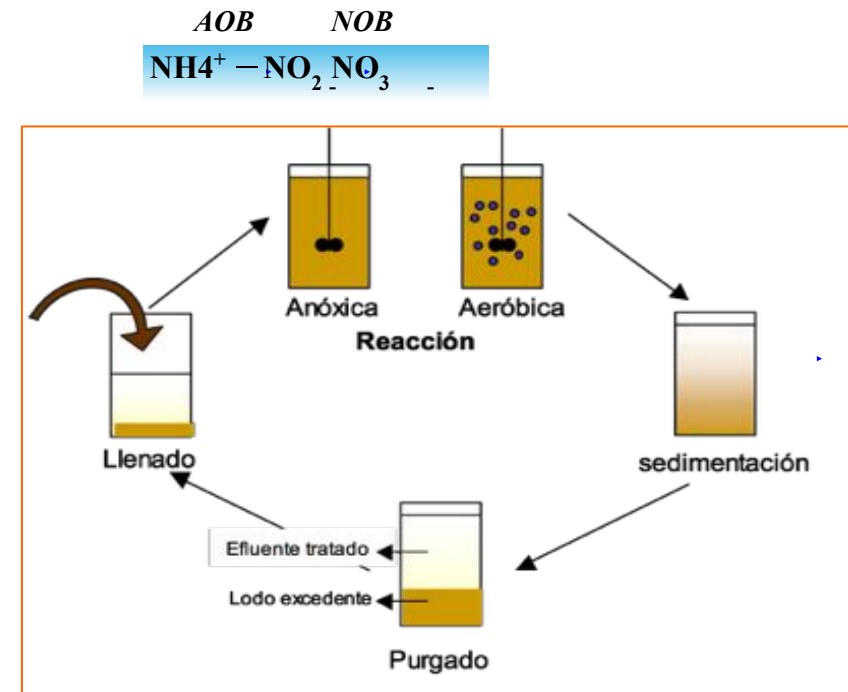 AOB NOB
NH4⁺ — NO₂⁻ NO₃⁻
Anóxica Aeróbica
Reacción
Llenado
sedimentación
Efluente tratado
Lodo excedente
Purgado